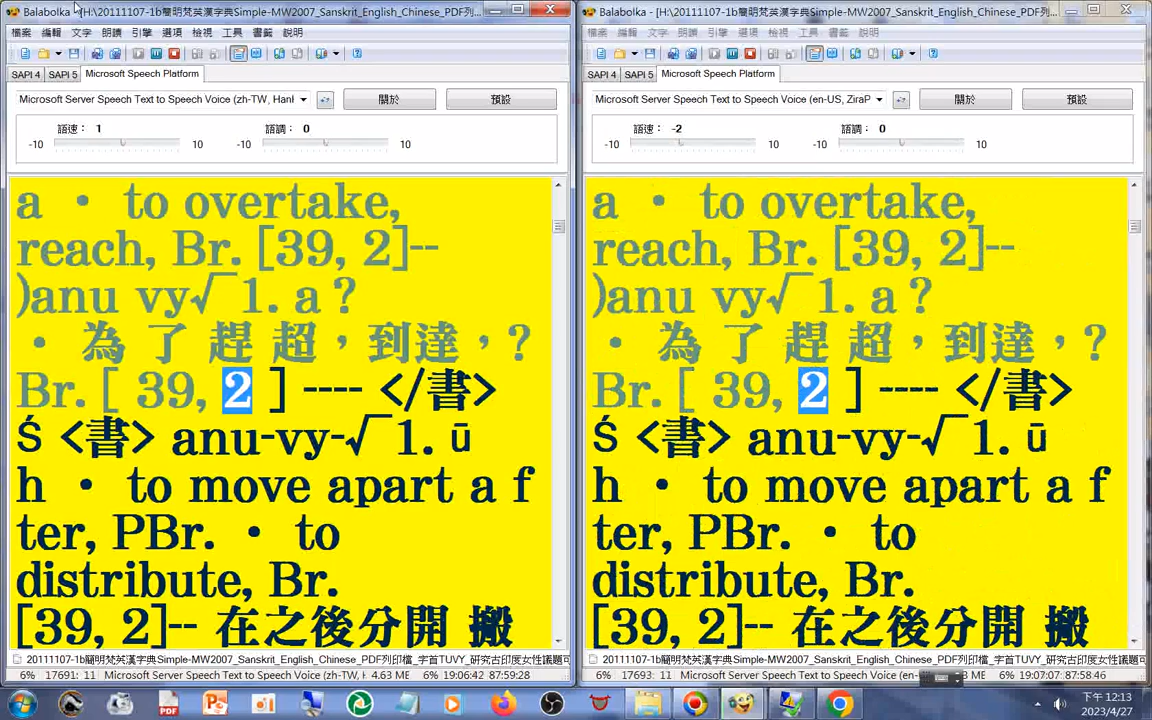 Balabolka - [H:\20111107-1b簡明梵英漢字典Simple-MW2007_Sanskrit_English_Chinese_PDF列...
檔案 編輯 文字 朗讀 引擎 選項 檢視 工具 書籤 說明
SAPI 4 SAPI 5 Microsoft Speech Platform
Microsoft Server Speech Text to Speech Voice (zh-TW, Hanl 關於 預設
語速： 1 語調： 0
-10 10 -10 10
a • to overtake,
reach, Br. [39, 2]--
)anu vy√ 1. a？
• 為 了 趕 超，到達，？
Br. [ 39, 2 ] ---- </書>
Ś <書> anu-vy-√ 1. ū
h • to move apart a f
ter, PBr. • to
distribute, Br.
[39, 2]-- 在之後分開 搬
20111107-1b簡明梵英漢字典Simple-MW2007_Sanskrit_English_Chinese_PDF列印檔_字首TUVY_研究古印度女性議題可
6% 17691: 11 Microsoft Server Speech Text to Speech Voice (zh-TW, 4.63 MB 6% 19:06:42 87:59:28
Balabolka - [H:\20111107-1b簡明梵英漢字典Simple-MW2007_Sanskrit_English_Chinese_PDF列印...
檔案 編輯 文字 朗讀 引擎 選項 檢視 工具 書籤 說明
SAPI 4 SAPI 5 Microsoft Speech Platform
Microsoft Server Speech Text to Speech Voice (en-US, ZiraP 關於 預設
語速： -2 語調： 0
-10 10 -10 10
a • to overtake,
reach, Br. [39, 2]--
)anu vy√ 1. a？
• 為 了 趕 超，到達，？
Br. [ 39, 2 ] ---- </書>
Ś <書> anu-vy-√ 1. ū
h • to move apart a f
ter, PBr. • to
distribute, Br.
[39, 2]-- 在之後分開 搬
20111107-1b簡明梵英漢字典Simple-MW2007_Sanskrit_English_Chinese_PDF列印檔_字首TUVY_研究古印度女性議題可
6% 17693: 11 Microsoft Server Speech Text to Speech Voice (en-US, MB 6% 19:07:07 87:58:46
下午 12:13
2023/4/27